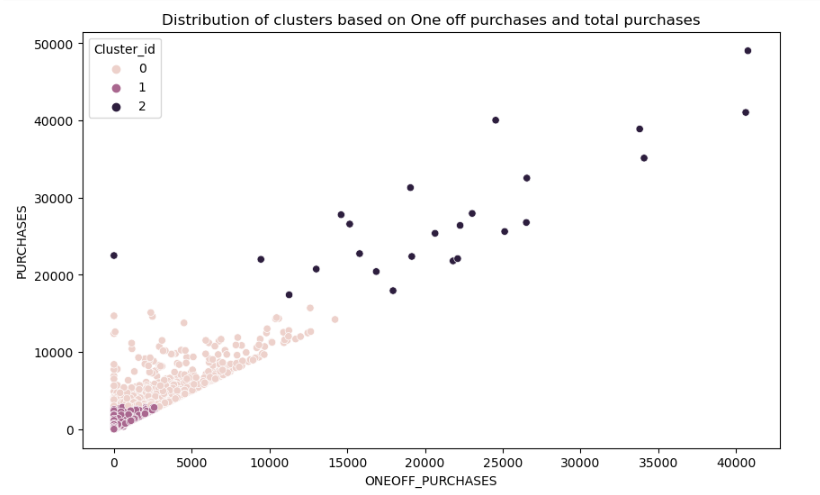 Distribution of clusters based on One off purchases and total purchases
Cluster_id
0
1
2
50000
40000
30000
20000
10000
0
PURCHASES
0 5000 10000 15000 20000 25000 30000 35000 40000
ONEOFF_PURCHASES